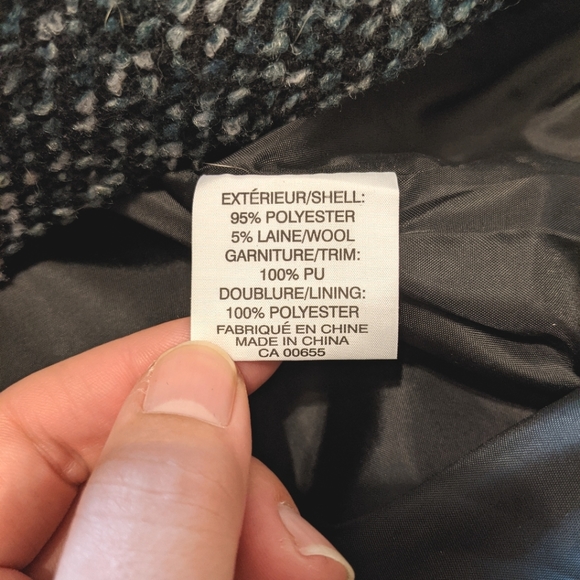 EXTÉRIEUR/SHELL:
95% POLYESTER
5% LAINE/WOOL
GARNITURE/TRIM:
100% PU
DOUBLURE/LINING:
100% POLYESTER
FABRIQUÉ EN CHINE
MADE IN CHINA
CA 00655